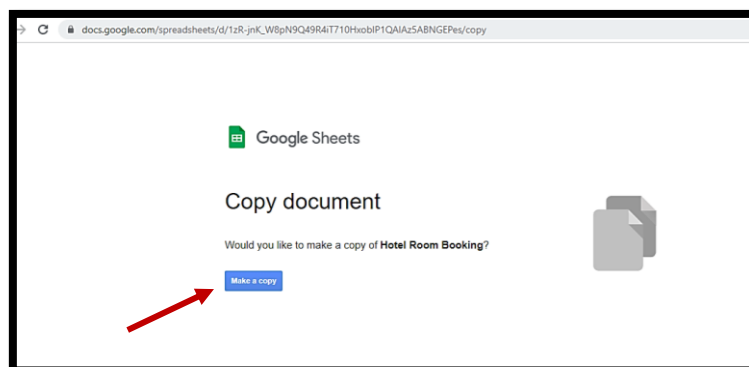 docs.google.com/spreadsheets/d/1zR-jnK_W8pN9Q49R4iT710HxobIP1QAIAz5ABNGEPes/copy
Google Sheets
Copy document
Would you like to make a copy of Hotel Room Booking?
Make a copy